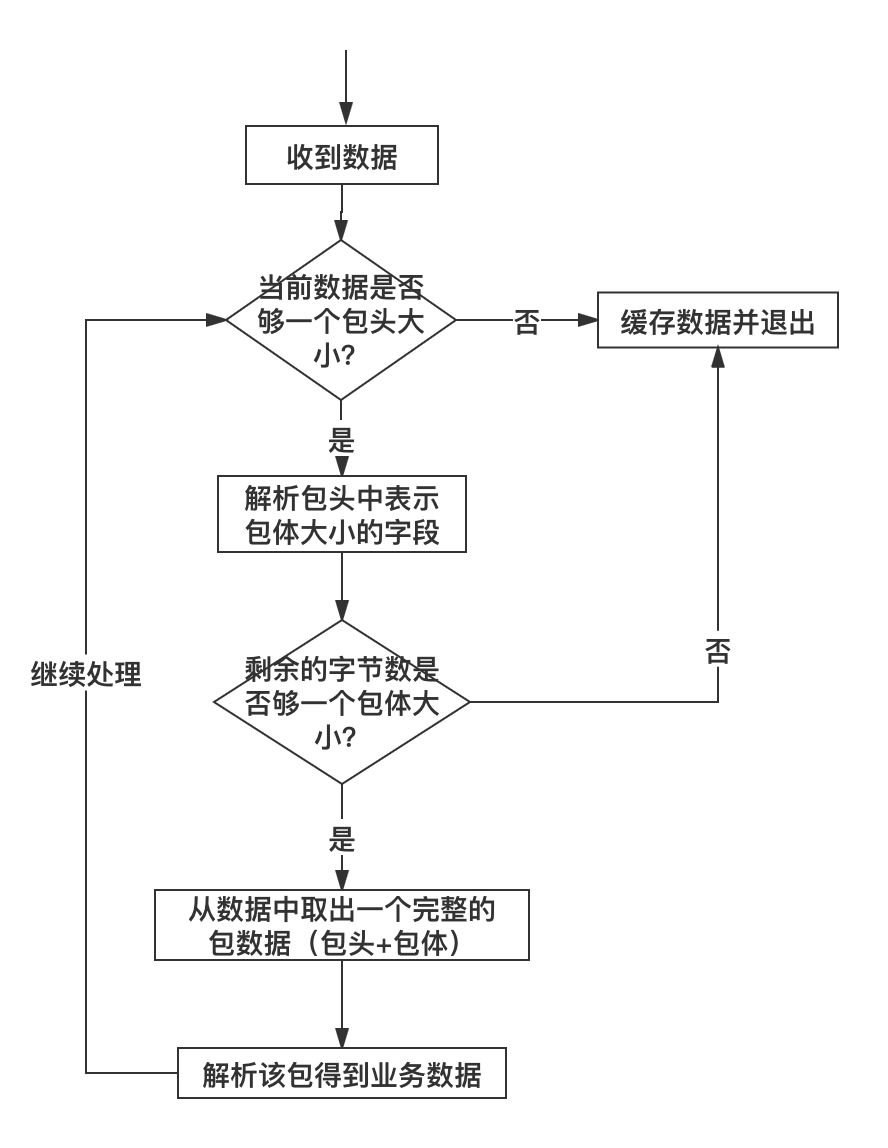 收到数据
当前数据是否
够一个包头大
小?
否
缓存数据并退出
是
解析包头中表示
包体大小的字段
继续处理
剩余的字节数是
否够一个包体大
小?
否
是
从数据中取出一个完整的
包数据（包头+包体）
解析该包得到业务数据